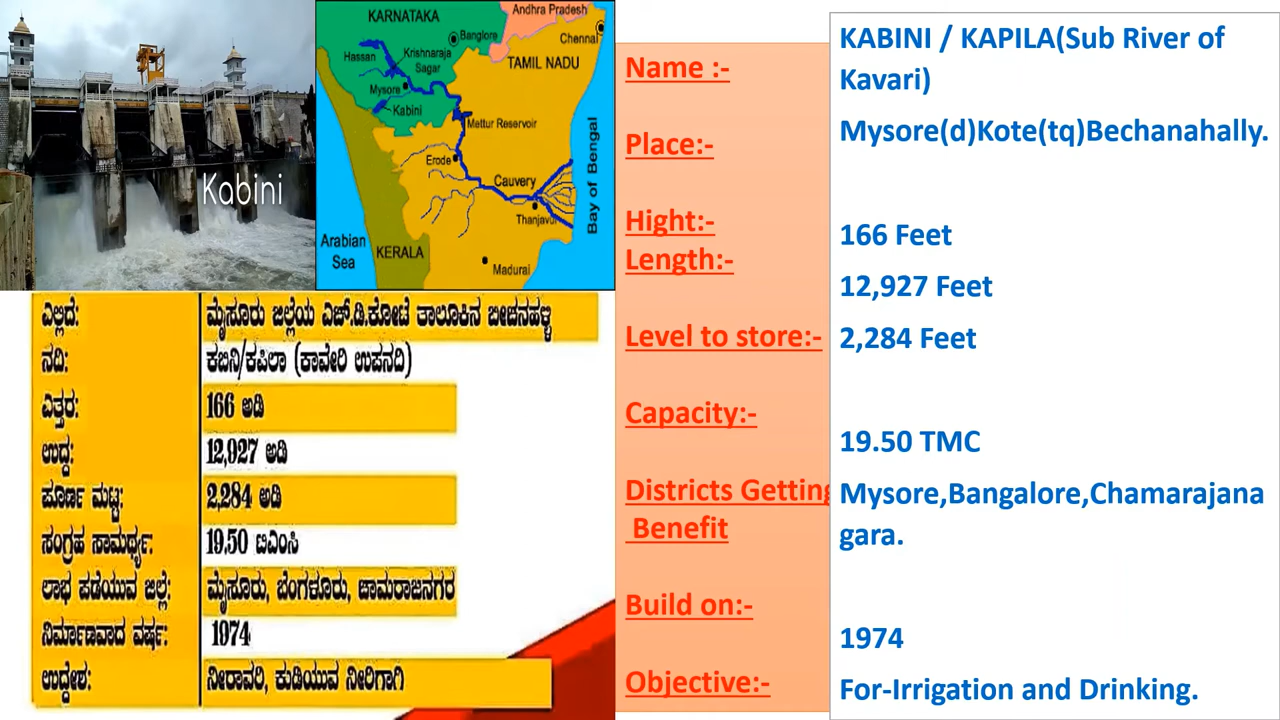 Kabini
KARNATAKA
Andhra Pradesh
Banglore
Chennai
Hassan
Krishnaraja
Sagar
TAMIL NADU
Mysore
Kabini
Mettur Reservoir
Erode
Cauvery
Thanjavur
Bay of Bengal
Arabian
Sea
KERALA
Madurai
ಎಲ್ಲಿದೆ: ಮೈಸೂರು ಜಿಲ್ಲೆಯ ಎಚ್.ಡಿ.ಕೋಟೆ ತಾಲೂಕಿನ ಬೀಚನಹಳ್ಳಿ
ನದಿ: ಕಬಿನಿ/ಕಪಿಲಾ (ಕಾವೇರಿ ಉಪನದಿ)
ಎತ್ತರ: 166 ಅಡಿ
ಉದ್ದ: 12,927 ಅಡಿ
ಪೂರ್ಣ ಮಟ್ಟ: 2,284 ಅಡಿ
ಸಂಗ್ರಹ ಸಾಮರ್ಥ್ಯ: 19.50 ಟಿಎಂಸಿ
ಲಾಭ ಪಡೆಯುವ ಜಿಲ್ಲೆ: ಮೈಸೂರು, ಬೆಂಗಳೂರು, ಚಾಮರಾಜನಗರ
ನಿರ್ಮಾಣವಾದ ವರ್ಷ: 1974
ಉದ್ದೇಶ: ನೀರಾವರಿ, ಕುಡಿಯುವ ನೀರಿಗಾಗಿ
Name :-
Place:-
Hight:-
Length:-
Level to store:-
Capacity:-
Districts Getting
Benefit
Build on:-
Objective:-
KABINI / KAPILA(Sub River of
Kavari)
Mysore(d)Kote(tq)Bechanahally.
166 Feet
12,927 Feet
2,284 Feet
19.50 TMC
Mysore,Bangalore,Chamarajana
gara.
1974
For-Irrigation and Drinking.